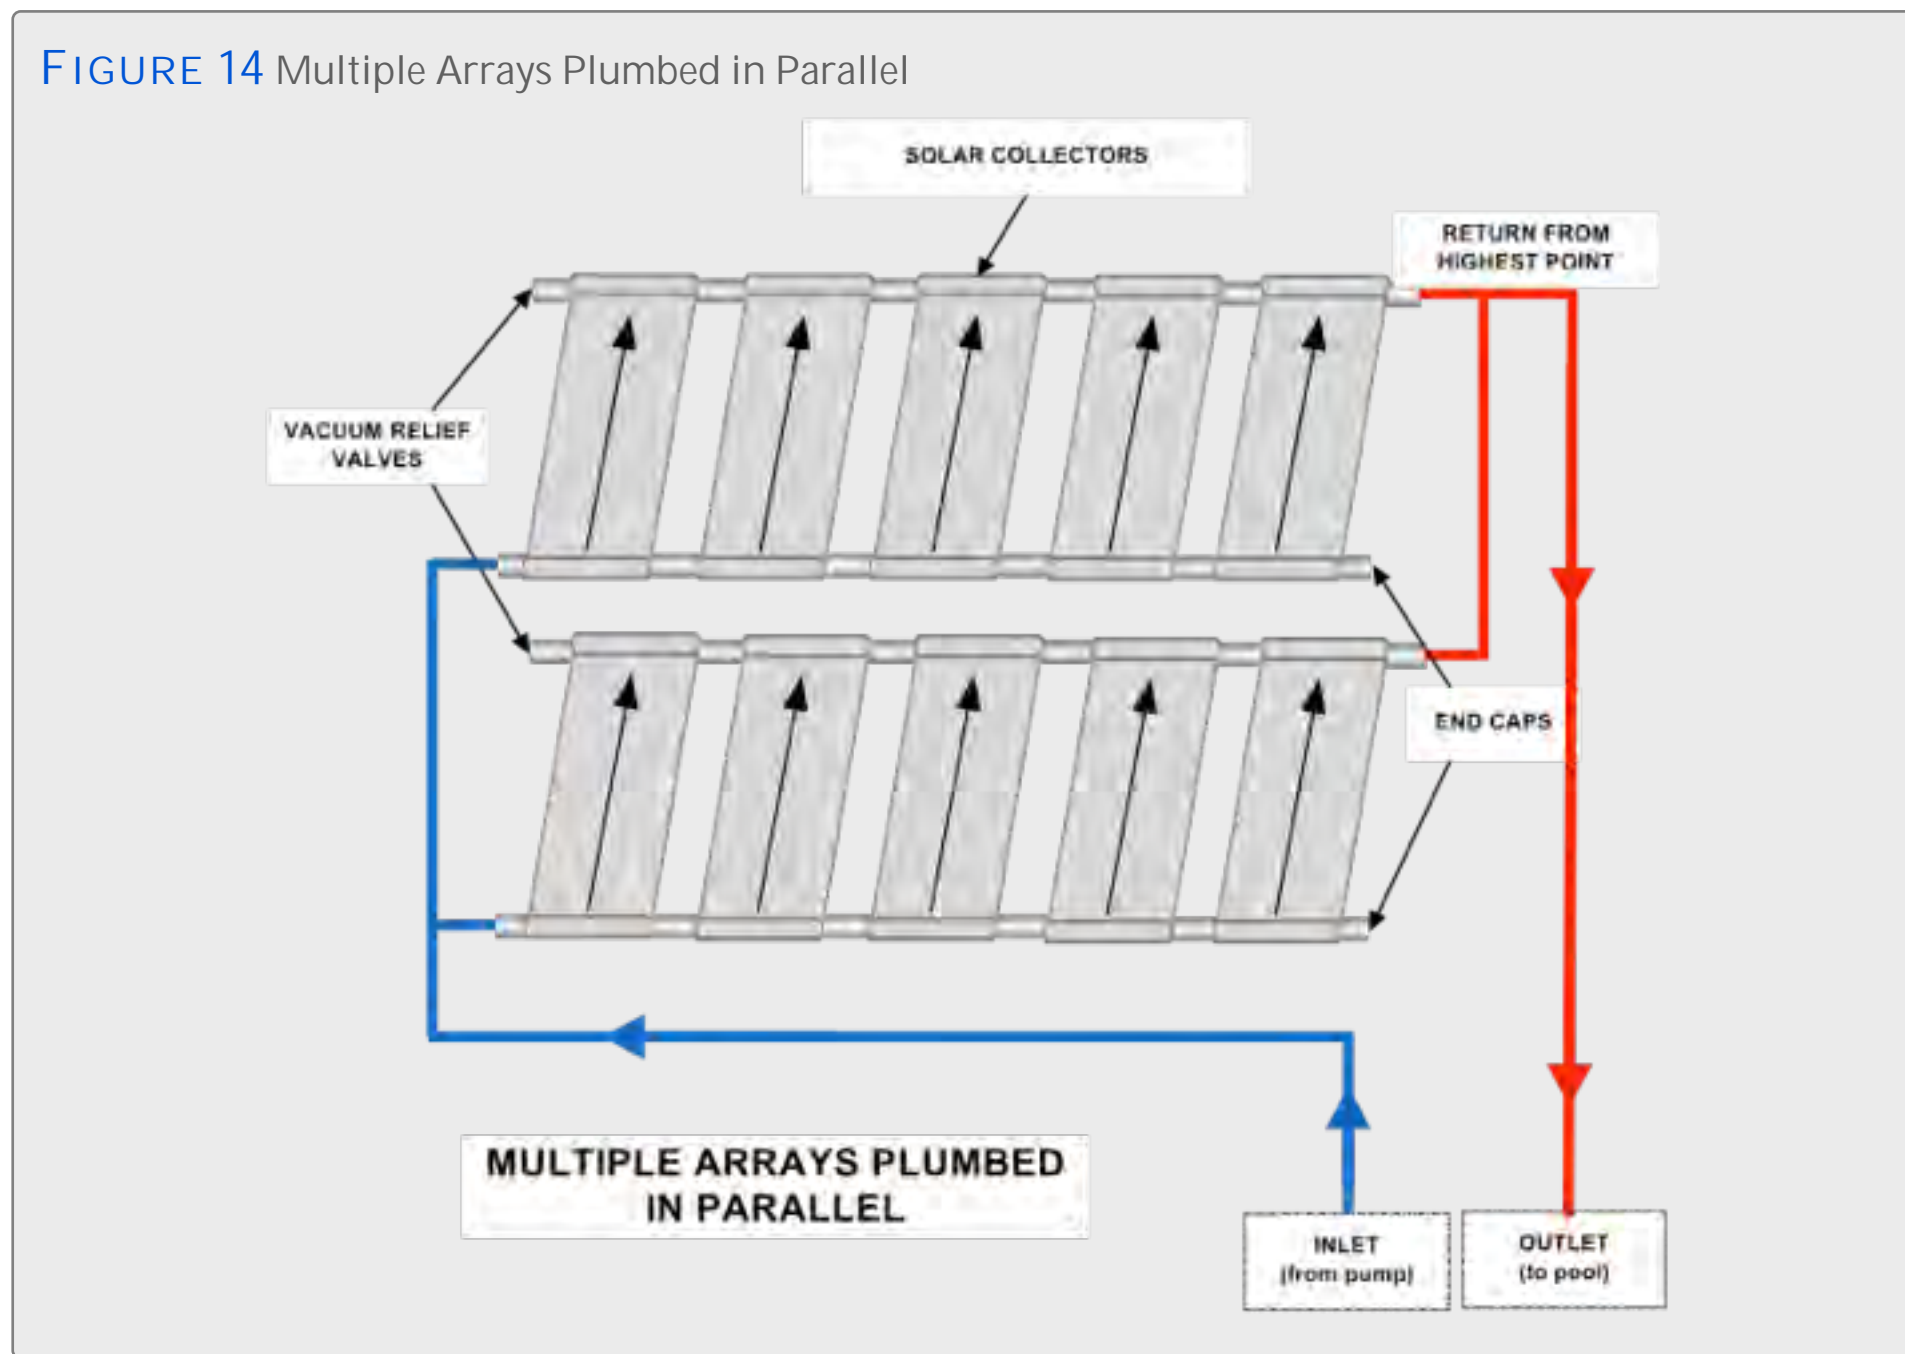 FIGURE 14 Multiple Arrays Plumbed in Parallel
SOLAR COLLECTORS
RETURN FROM
HIGHEST POINT
VACUUM RELIEF
VALVES
END CAPS
MULTIPLE ARRAYS PLUMBED
IN PARALLEL
INLET
(from pump)
OUTLET
(to pool)